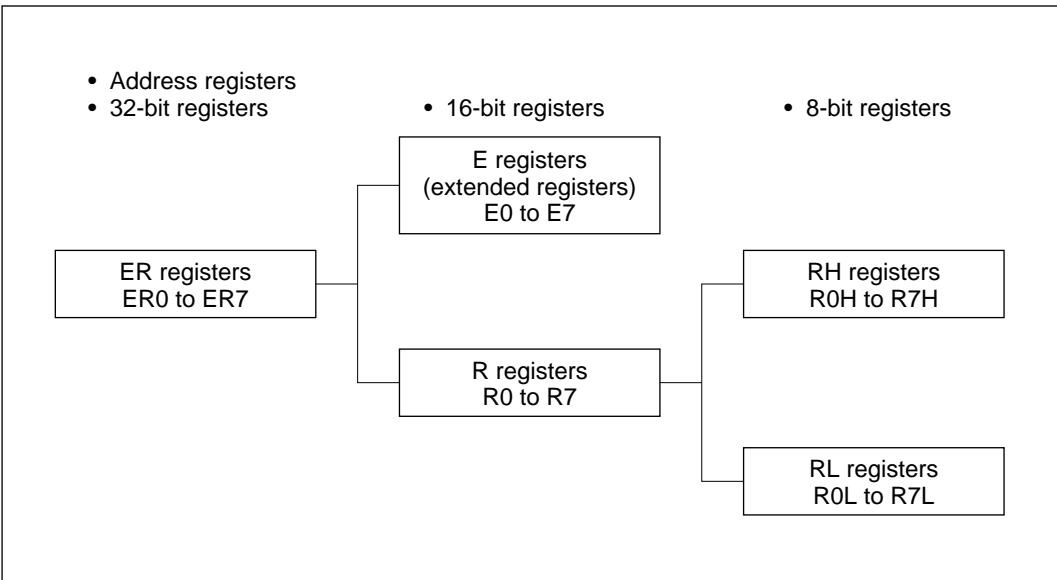 • Address registers
• 32-bit registers
• 16-bit registers
• 8-bit registers
E registers
(extended registers)
E0 to E7
ER registers
ER0 to ER7
RH registers
R0H to R7H
R registers
R0 to R7
RL registers
R0L to R7L